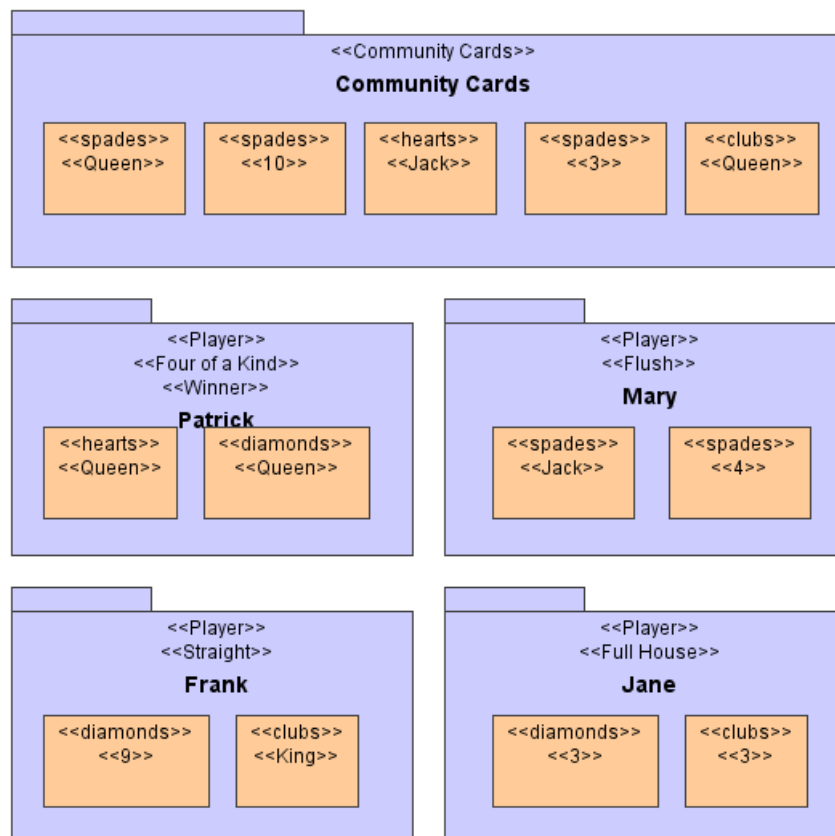 <<Community Cards>>
Community Cards
<<spades>>
<<Queen>>
<<spades>>
<<10>>
<<hearts>>
<<Jack>>
<<spades>>
<<3>>
<<clubs>>
<<Queen>>
<<Player>>
<<Four of a Kind>>
<<Winner>>
Patrick
<<hearts>>
<<Queen>>
<<diamonds>>
<<Queen>>
<<Player>>
<<Flush>>
Mary
<<spades>>
<<Jack>>
<<spades>>
<<4>>
<<Player>>
<<Straight>>
Frank
<<diamonds>>
<<9>>
<<clubs>>
<<King>>
<<Player>>
<<Full House>>
Jane
<<diamonds>>
<<3>>
<<clubs>>
<<3>>